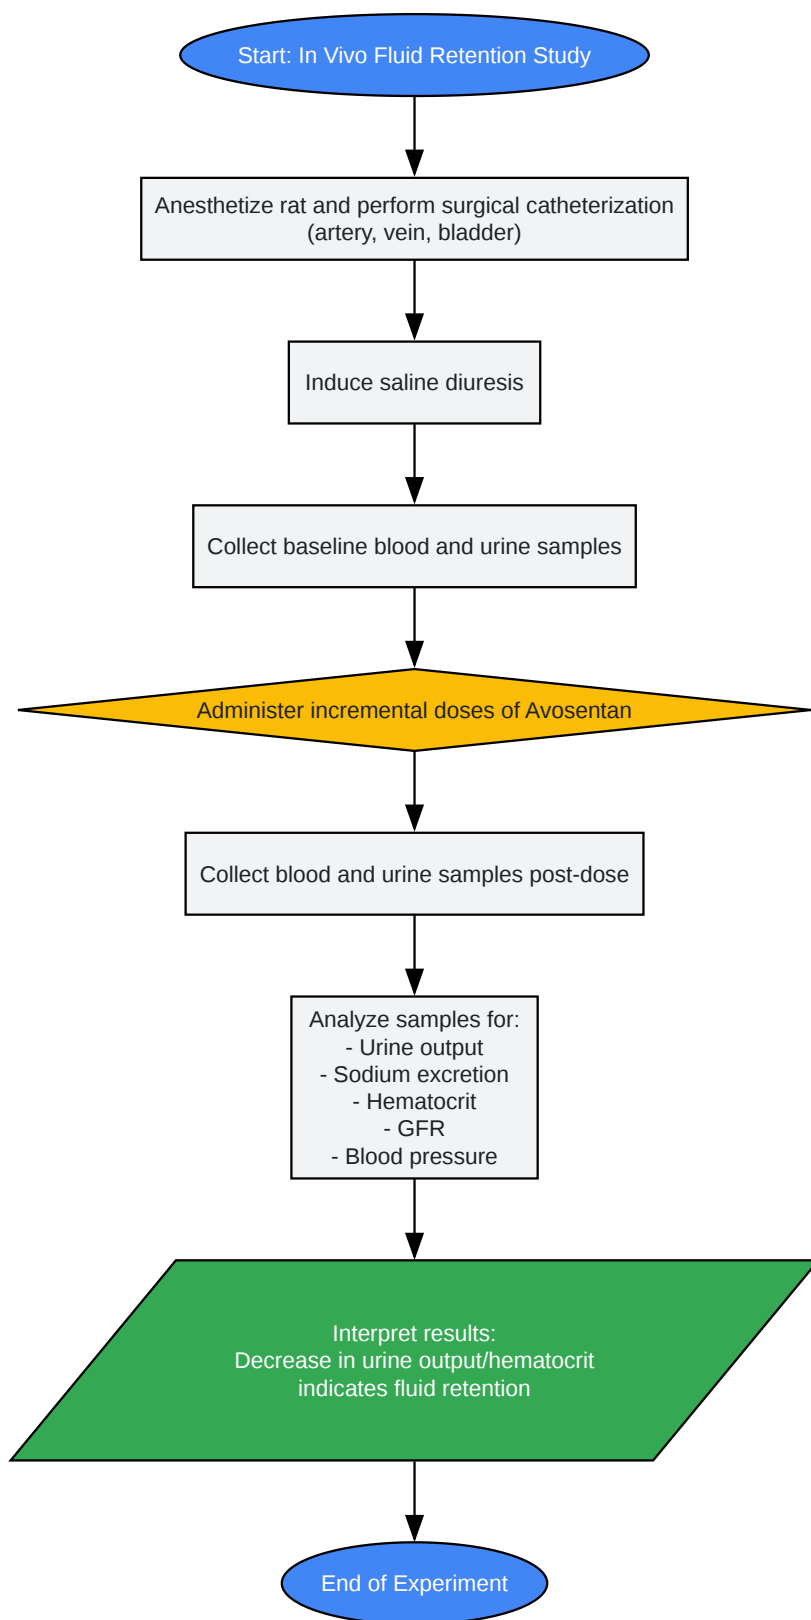 Start: In Vivo Fluid Retention Study
Anesthetize rat and perform surgical catheterization
(artery, vein, bladder)
Induce saline diuresis
Collect baseline blood and urine samples
Administer incremental doses of Avosentan
Collect blood and urine samples post-dose
Analyze samples for:
- Urine output
- Sodium excretion
- Hematocrit
- GFR
- Blood pressure
Interpret results:
Decrease in urine output/hematocrit
indicates fluid retention
End of Experiment